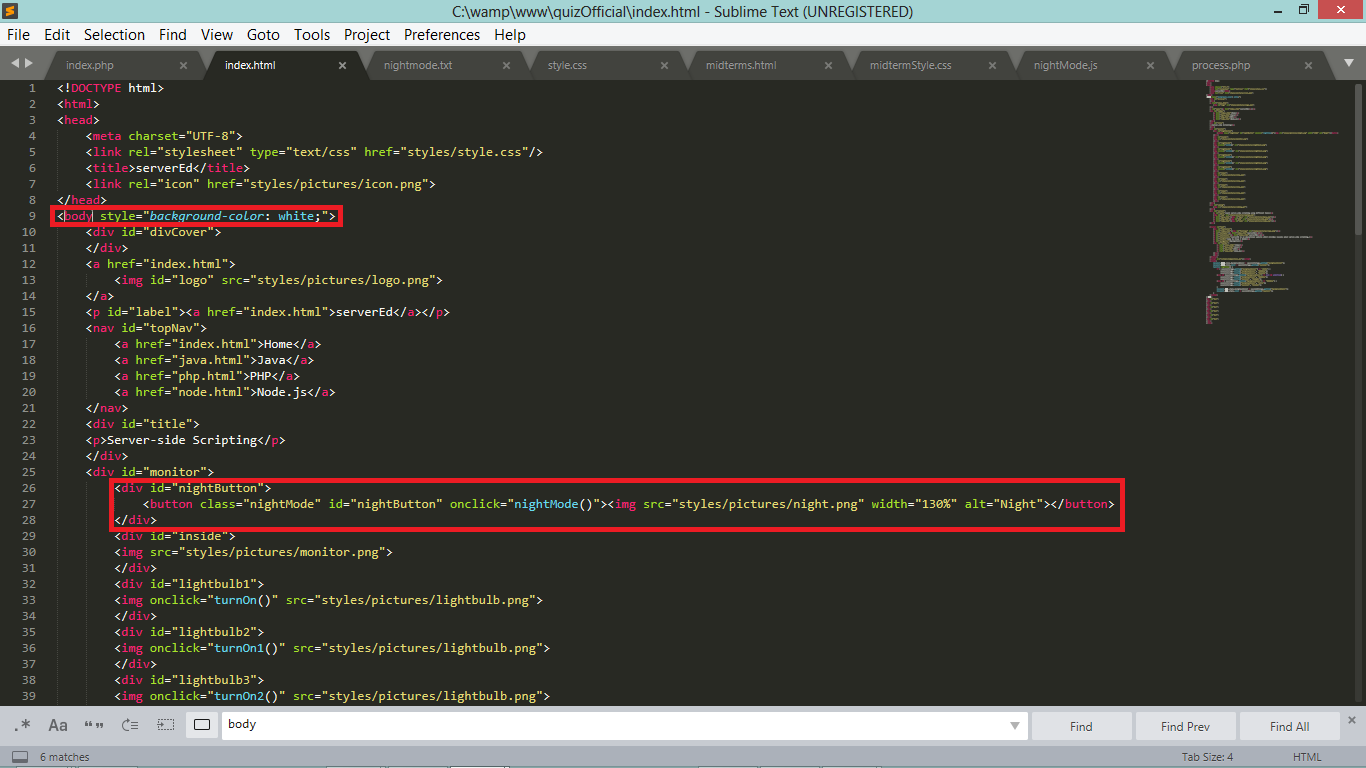 C:\wamp\www\quizOfficial\index.html - Sublime Text (UNREGISTERED)
File Edit Selection Find View Goto Tools Project Preferences Help
index.php index.html nightmode.txt style.css midterms.html midtermStyle.css nightMode.js process.php
1 <!DOCTYPE html>
2 <html>
3 <head>
4 <meta charset="UTF-8">
5 <link rel="stylesheet" type="text/css" href="styles/style.css"/>
6 <title>serverEd</title>
7 <link rel="icon" href="styles/pictures/icon.png">
8 </head>
9 <body style="background-color: white;">
10 <div id="divCover">
11 </div>
12 <a href="index.html">
13 <img id="logo" src="styles/pictures/logo.png">
14 </a>
15 <p id="label"><a href="index.html">serverEd</a></p>
16 <nav id="topNav">
17 <a href="index.html">Home</a>
18 <a href="java.html">Java</a>
19 <a href="php.html">PHP</a>
20 <a href="node.html">Node.js</a>
21 </nav>
22 <div id="title">
23 <p>Server-side Scripting</p>
24 </div>
25 <div id="monitor">
26 <div id="nightButton">
27 <button class="nightMode" id="nightButton" onclick="nightMode()"><img src="styles/pictures/night.png" width="130%" alt="Night"></button>
28 </div>
29 <div id="inside">
30 <img src="styles/pictures/monitor.png">
31 </div>
32 <div id="lightbulb1">
33 <img onclick="turnOn()" src="styles/pictures/lightbulb.png">
34 </div>
35 <div id="lightbulb2">
36 <img onclick="turnOn1()" src="styles/pictures/lightbulb.png">
37 </div>
38 <div id="lightbulb3">
39 <img onclick="turnOn2()" src="styles/pictures/lightbulb.png">
.* Aa “” body Find Find Prev Find All
6 matches Tab Size: 4 HTML